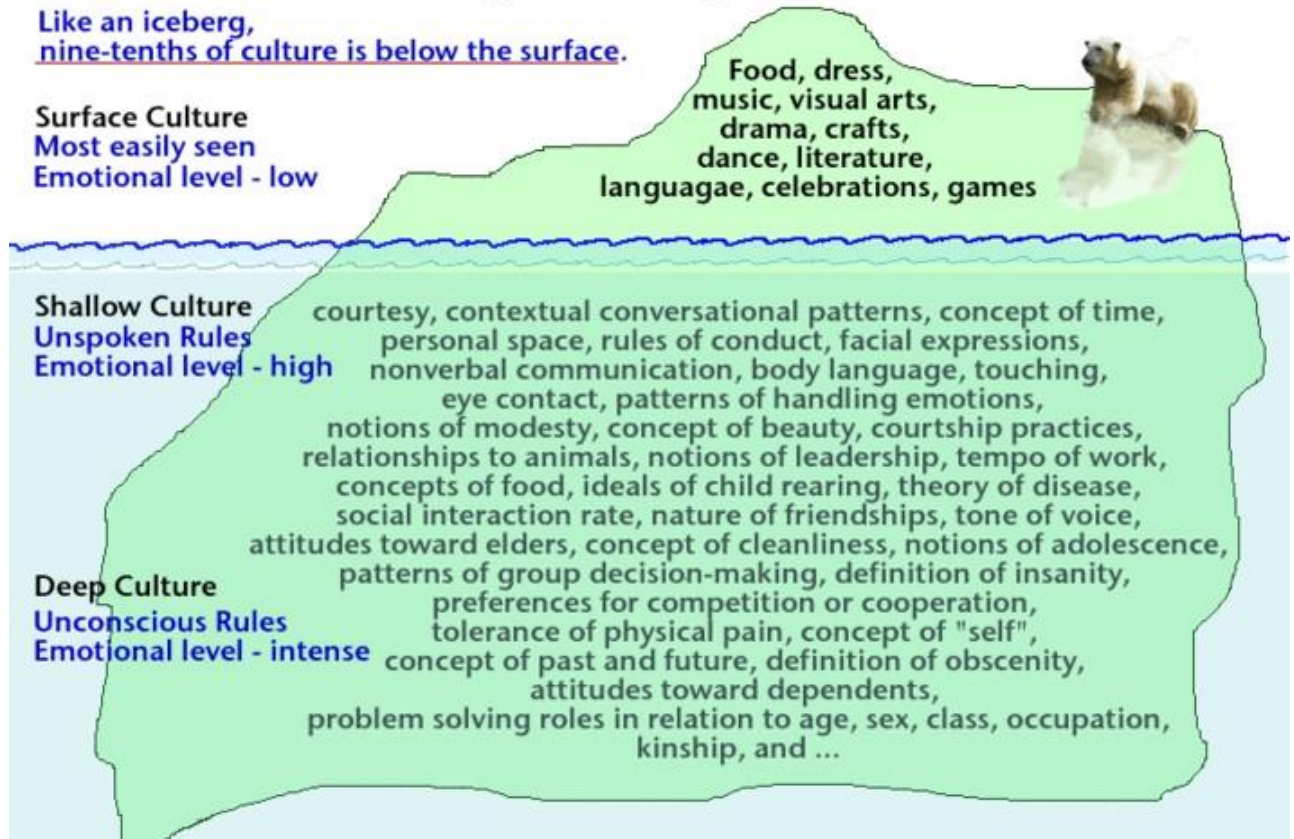 Like an iceberg,
nine-tenths of culture is below the surface.
Surface Culture
Most easily seen
Emotional level - low
Food, dress,
music, visual arts,
drama, crafts,
dance, literature,
languagae, celebrations, games
Shallow Culture
Unspoken Rules
Emotional level - high
courtesy, contextual conversational patterns, concept of time,
personal space, rules of conduct, facial expressions,
nonverbal communication, body language, touching,
eye contact, patterns of handling emotions,
notions of modesty, concept of beauty, courtship practices,
relationships to animals, notions of leadership, tempo of work,
concepts of food, ideals of child rearing, theory of disease,
social interaction rate, nature of friendships, tone of voice,
attitudes toward elders, concept of cleanliness, notions of adolescence,
patterns of group decision-making, definition of insanity,
preferences for competition or cooperation,
tolerance of physical pain, concept of "self",
concept of past and future, definition of obscenity,
attitudes toward dependents,
problem solving roles in relation to age, sex, class, occupation,
kinship, and ...
Deep Culture
Unconscious Rules
Emotional level - intense